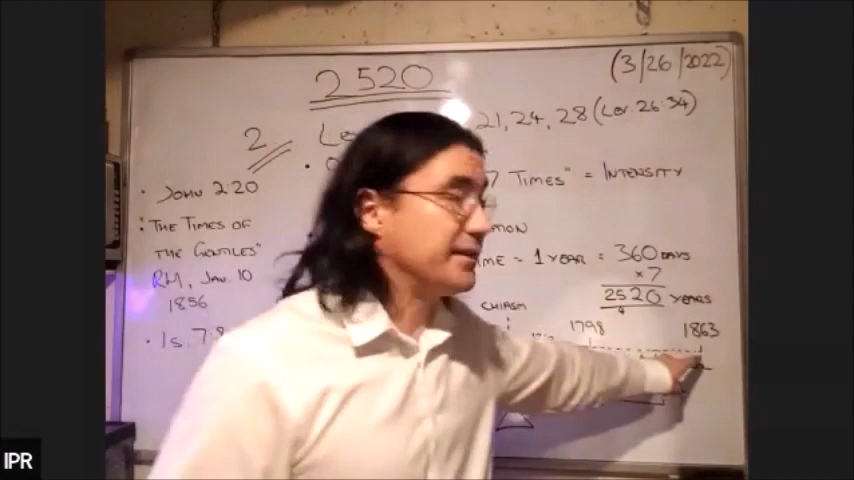 (3/26/2022)
2520
2
21, 24, 28 (Lev. 26:34)
7 TIMES" = INTENSITY
• JOHN 2:20
"THE TIMES OF
THE GENTILES"
RH, JAN. 10
1856
= 1 YEAR = 360 DAYS
x 7
2520 YEARS
CHIASM
1798
1863
• Is. 7:8
IPR